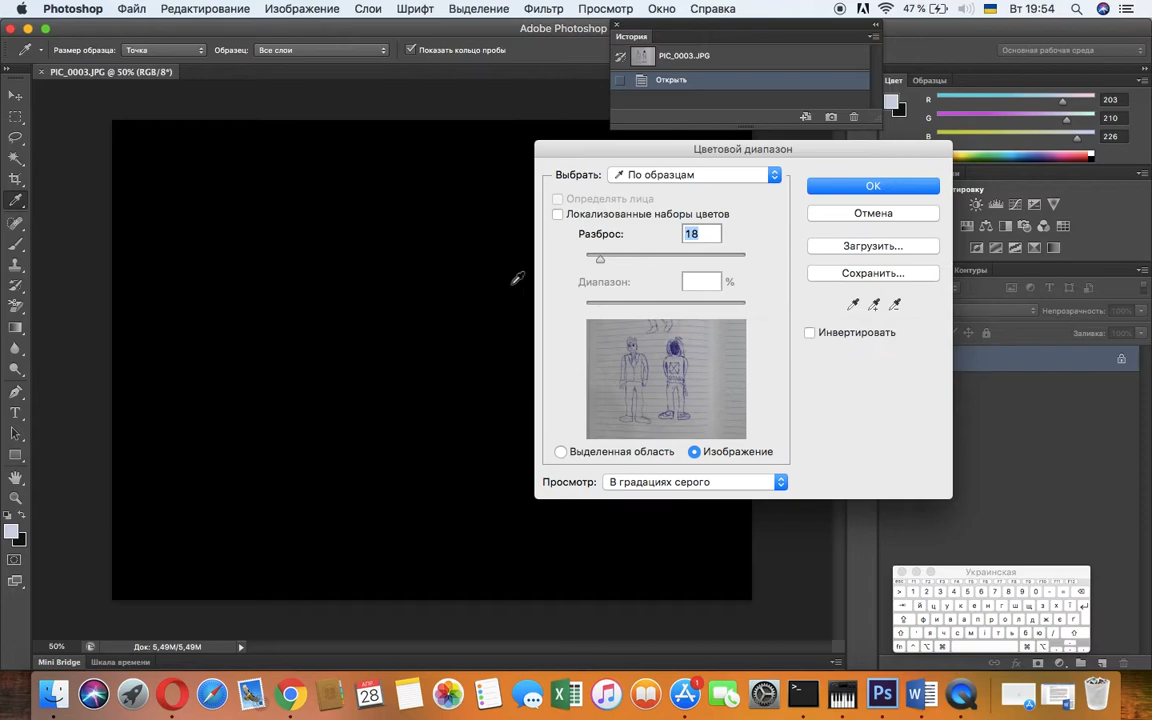 Photoshop Файл Редактирование Изображение Слои Шрифт Выделение Фильтр Просмотр Окно Справка 47 % Вт 19:54
Adobe Photoshop
Размер образца: Точка Образец: Все слои Показать кольцо пробы Основная рабочая среда
PIC_0003.JPG @ 50% (RGB/8*)
История
PIC_0003.JPG
Открыть
Цвет Образцы
R 203
G 210
B 226
Цветовой диапазон
Выбрать: По образцам
Определять лица
Локализованные наборы цветов
Разброс: 18
Диапазон: %
Выделенная область Изображение
Просмотр: В градациях серого
OK
Отмена
Загрузить...
Сохранить...
Инвертировать
тировку
Контуры
Непрозрачность: 100%
Заливка: 100%
Украинская
50% Док: 5,49M/5,49M
Mini Bridge Шкала времени